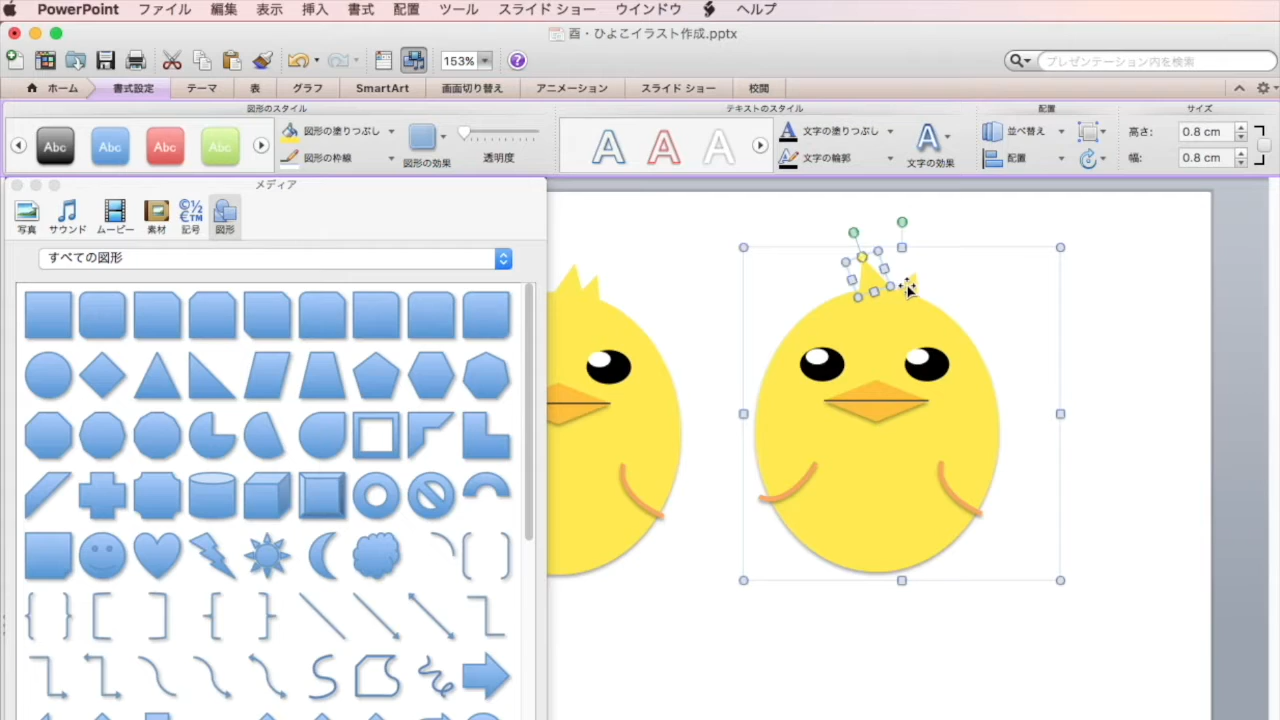 PowerPoint ファイル 編集 表示 挿入 書式 配置 ツール スライド ショー ウインドウ ヘルプ
酉・ひよこイラスト作成.pptx
153% プレゼンテーション内を検索
ホーム 書式設定 テーマ 表 グラフ SmartArt 画面切り替え アニメーション スライド ショー 校閲
図形のスタイル テキストのスタイル 配置 サイズ
Abc Abc Abc Abc 図形の塗りつぶし 図形の枠線 図形の効果 透明度 A A A 文字の塗りつぶし 文字の輪郭 文字の効果 並べ替え 配置 高さ: 0.8 cm 幅: 0.8 cm
メディア
写真 サウンド ムービー 素材 記号 図形
すべての図形